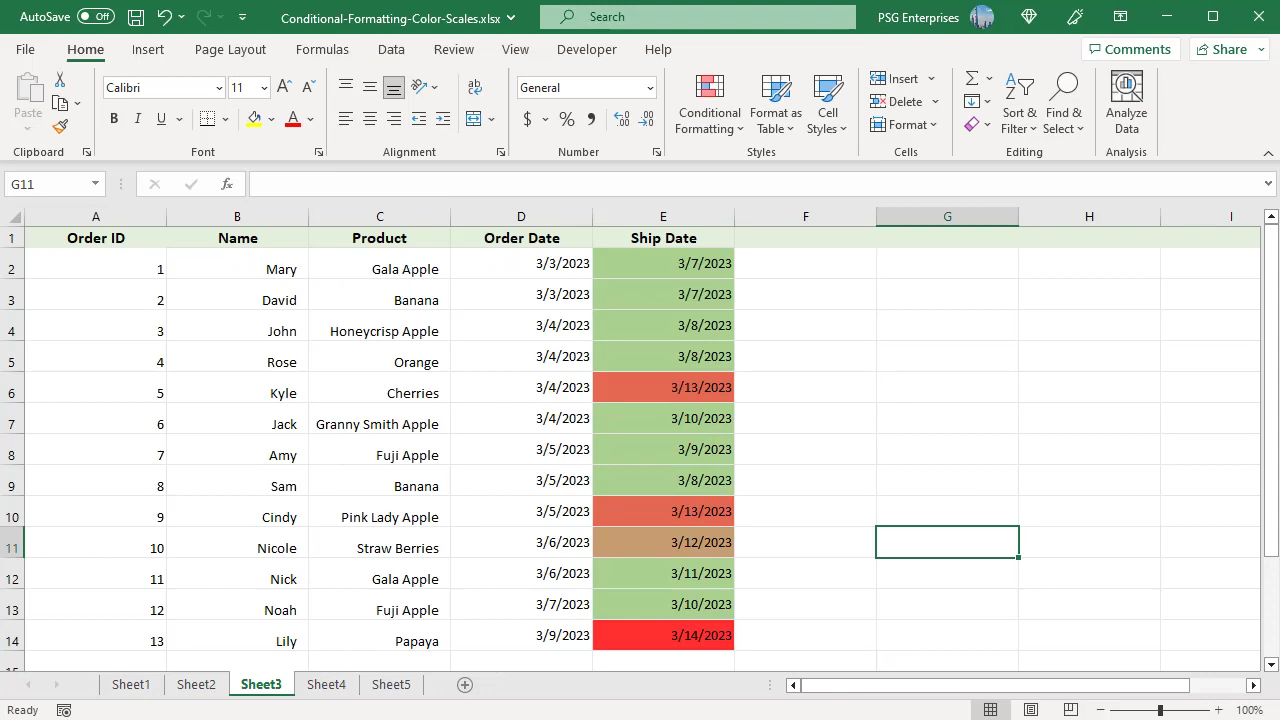 AutoSave Off Conditional-Formatting-Color-Scales.xlsx Search PSG Enterprises
File Home Insert Page Layout Formulas Data Review View Developer Help Comments Share
Paste
Clipboard
Calibri 11
B I U
Font
ab
Alignment
General
$ % ,
Number
Conditional Formatting
Format as Table
Cell Styles
Styles
Insert
Delete
Format
Cells
Sort & Filter
Find & Select
Editing
Analyze Data
Analysis
G11 fx
A B C D E F G H I
1 Order ID Name Product Order Date Ship Date
2 1 Mary Gala Apple 3/3/2023 3/7/2023
3 2 David Banana 3/3/2023 3/7/2023
4 3 John Honeycrisp Apple 3/4/2023 3/8/2023
5 4 Rose Orange 3/4/2023 3/8/2023
6 5 Kyle Cherries 3/4/2023 3/13/2023
7 6 Jack Granny Smith Apple 3/4/2023 3/10/2023
8 7 Amy Fuji Apple 3/5/2023 3/9/2023
9 8 Sam Banana 3/5/2023 3/8/2023
10 9 Cindy Pink Lady Apple 3/5/2023 3/13/2023
11 10 Nicole Straw Berries 3/6/2023 3/12/2023
12 11 Nick Gala Apple 3/6/2023 3/11/2023
13 12 Noah Fuji Apple 3/7/2023 3/10/2023
14 13 Lily Papaya 3/9/2023 3/14/2023
15
Sheet1 Sheet2 Sheet3 Sheet4 Sheet5
Ready 100%